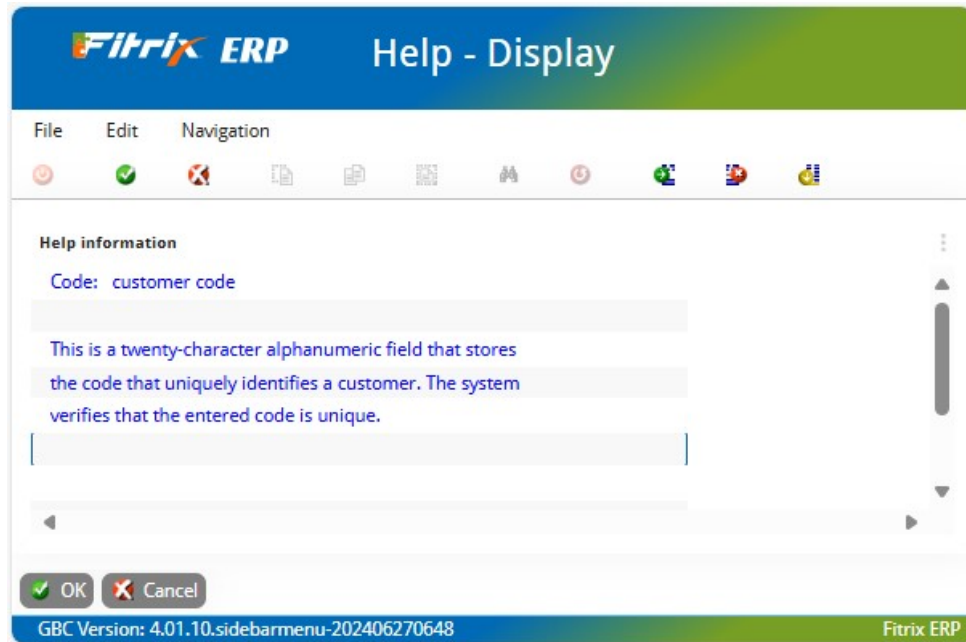 Fitrix ERP Help - Display
File Edit Navigation
Help information
Code: customer code
This is a twenty-character alphanumeric field that stores
the code that uniquely identifies a customer. The system
verifies that the entered code is unique.
OK Cancel
GBC Version: 4.01.10.sidebarmenu-202406270648 Fitrix ERP